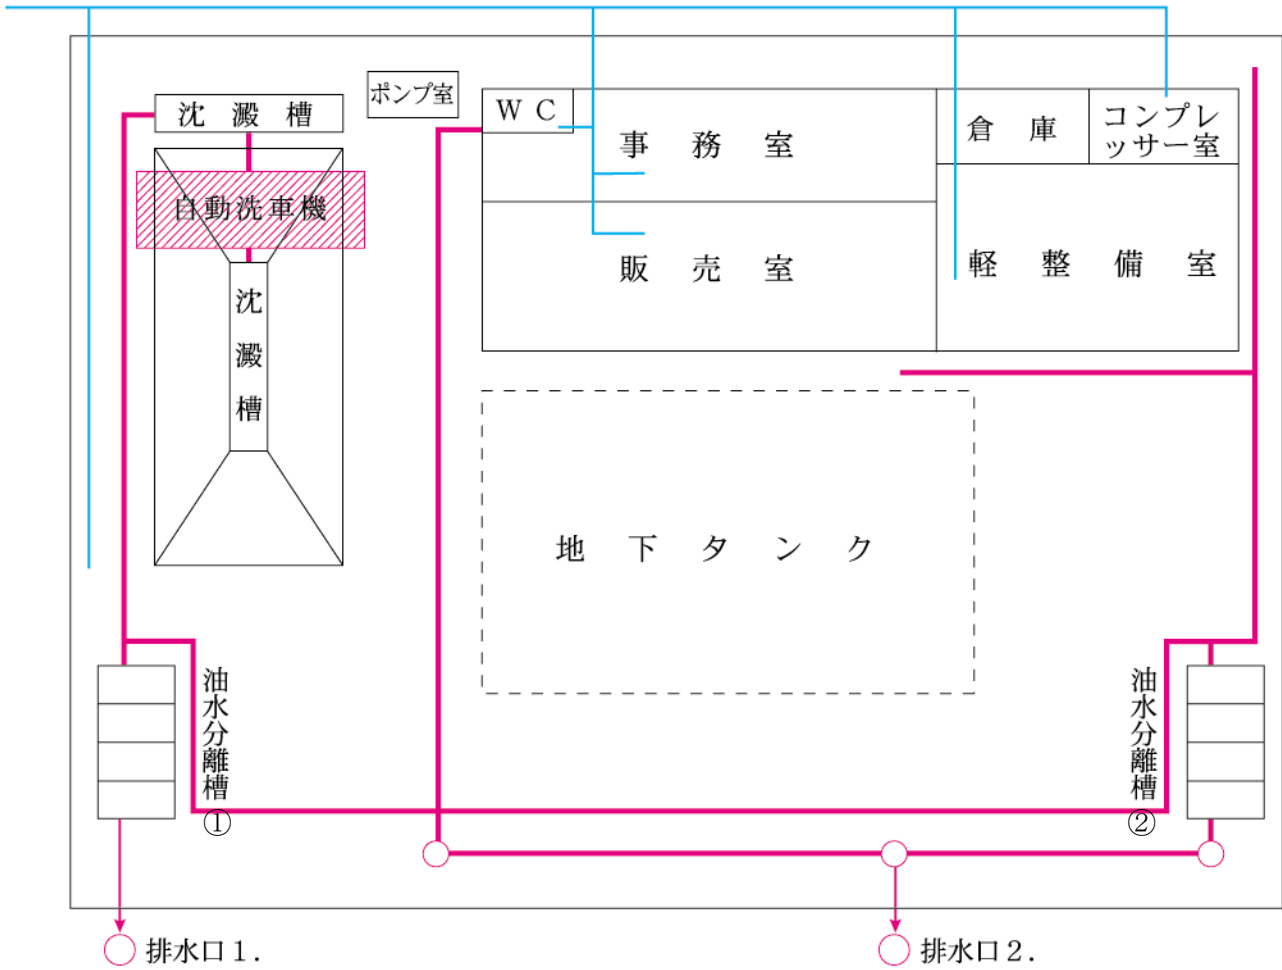 ポンプ室
沈澱槽
WC
事務室
倉庫
コンプレ
ッサー室
自動洗車機
販売室
軽整備室
沈澱槽
地下タンク
油水分離槽①
油水分離槽②
排水口1.
排水口2.